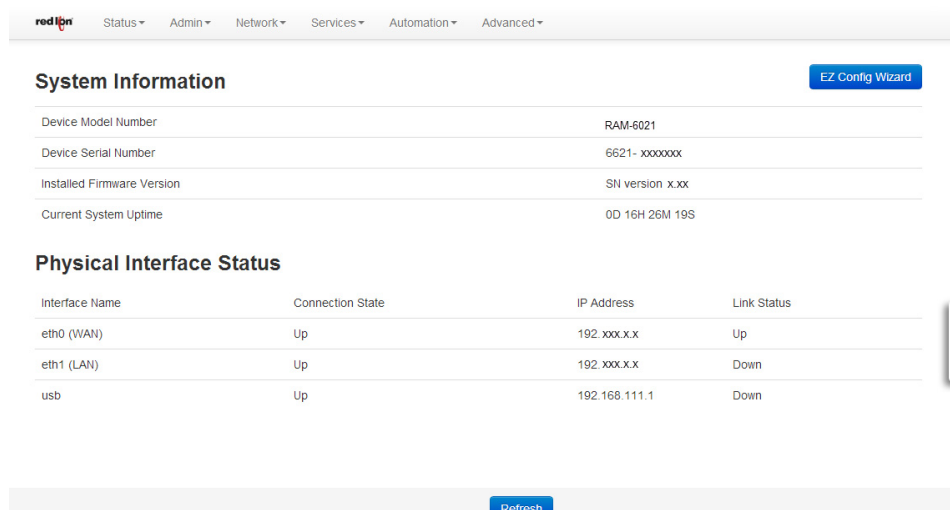 red lion Status Admin Network Services Automation Advanced
System Information EZ Config Wizard
Device Model Number RAM-6021
Device Serial Number 6621- xxxxxxx
Installed Firmware Version SN version x.xx
Current System Uptime 0D 16H 26M 19S
Physical Interface Status
Interface Name Connection State IP Address Link Status
eth0 (WAN) Up 192. xxx.x.x Up
eth1 (LAN) Up 192. xxx.x.x Down
usb Up 192.168.111.1 Down
Refresh